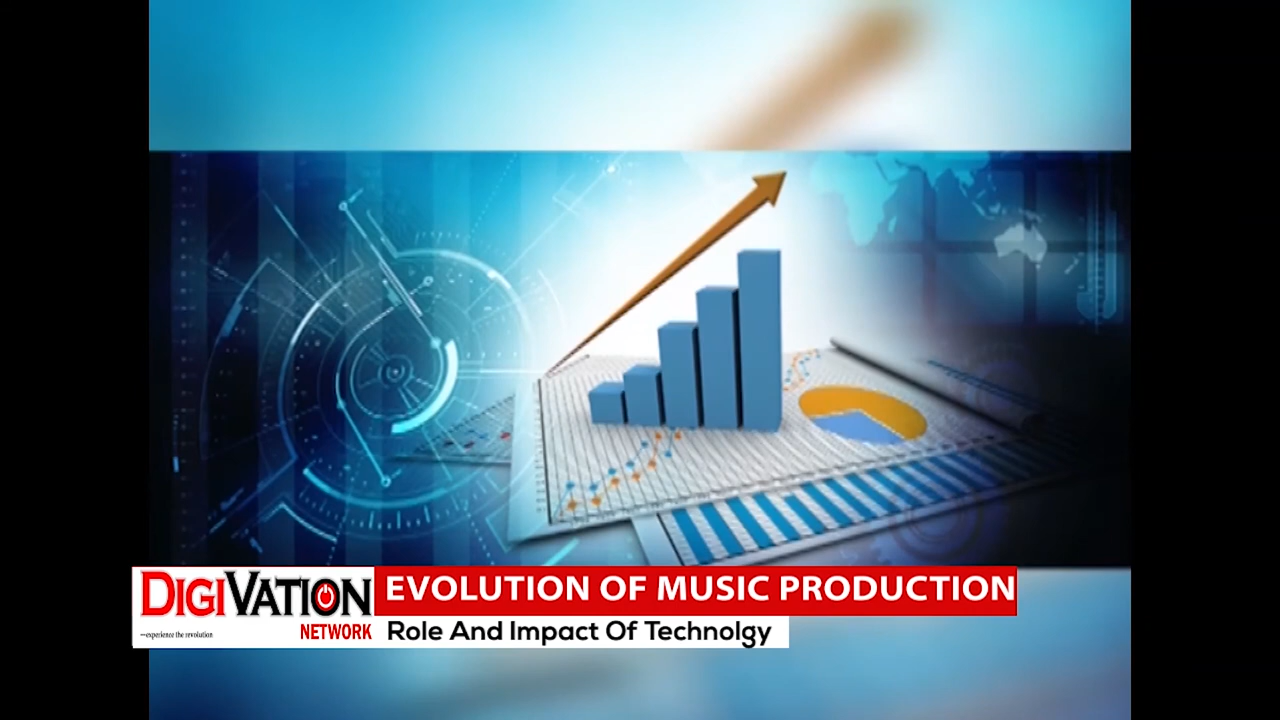 DIGIVATION
NETWORK
---experience the revolution
EVOLUTION OF MUSIC PRODUCTION
Role And Impact Of Technolgy